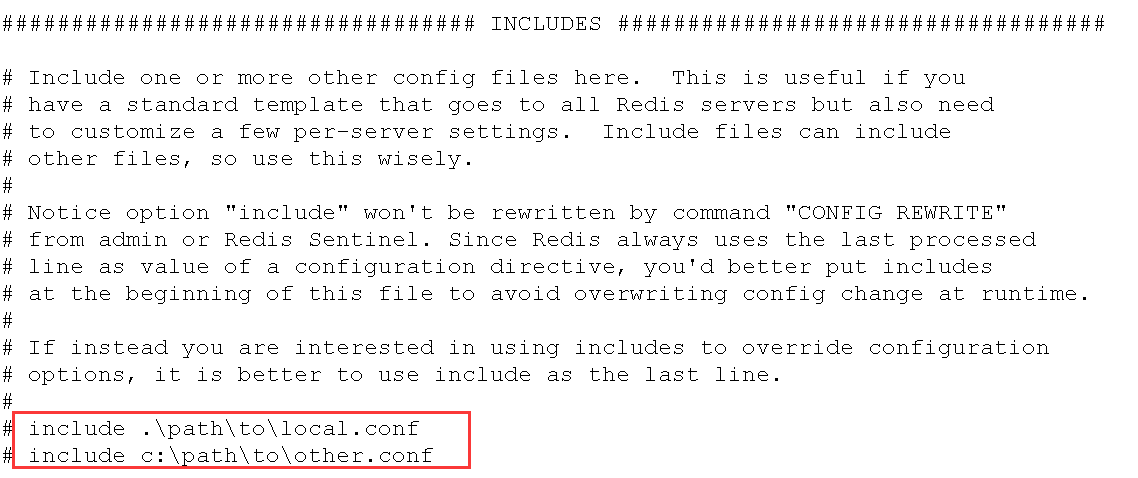 ################################## INCLUDES ###################################

# Include one or more other config files here.  This is useful if you
# have a standard template that goes to all Redis servers but also need
# to customize a few per-server settings.  Include files can include
# other files, so use this wisely.
#
# Notice option "include" won't be rewritten by command "CONFIG REWRITE"
# from admin or Redis Sentinel. Since Redis always uses the last processed
# line as value of a configuration directive, you'd better put includes
# at the beginning of this file to avoid overwriting config change at runtime.
#
# If instead you are interested in using includes to override configuration
# options, it is better to use include as the last line.
#
# include .\path\to\local.conf
# include c:\path\to\other.conf